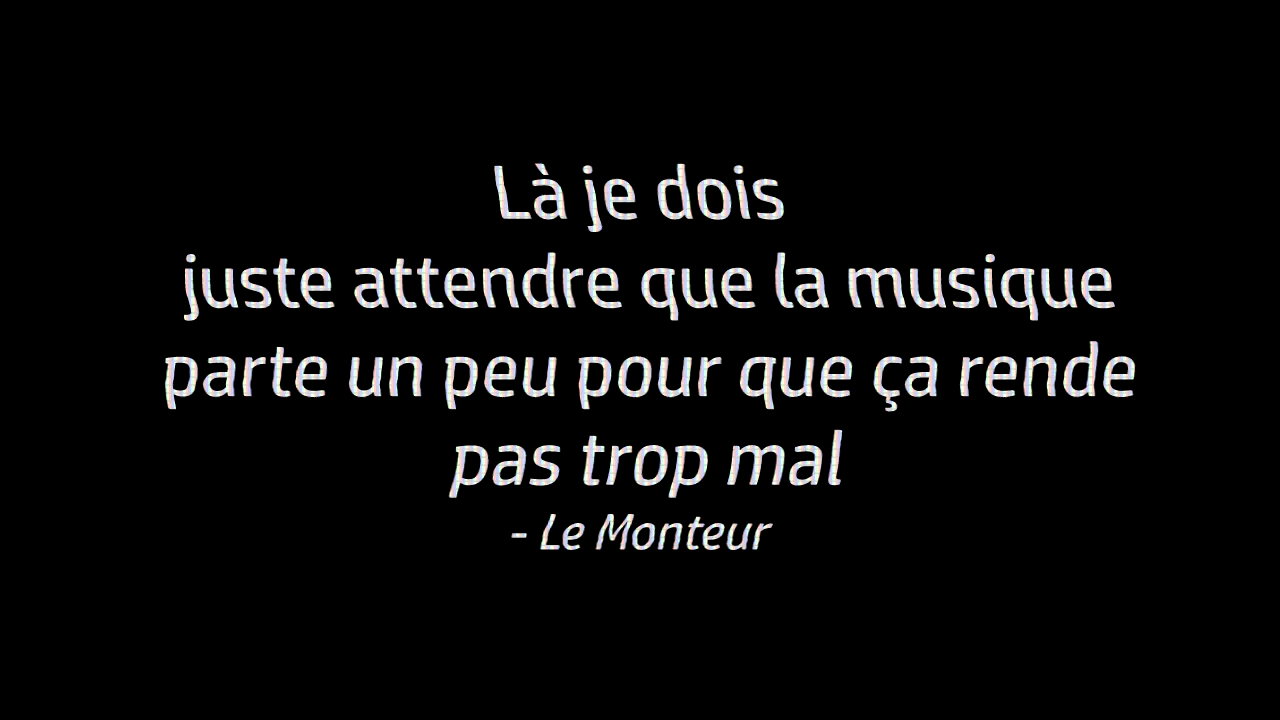 Là je dois
juste attendre que la musique
parte un peu pour que ça rende
pas trop mal
- Le Monteur